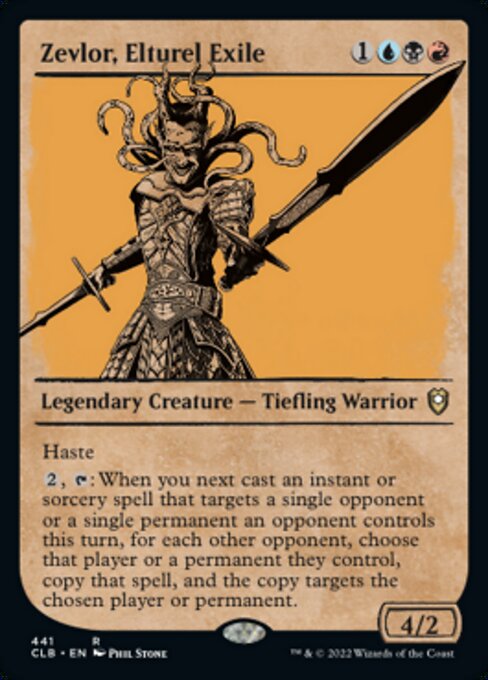 Zevlor, Elturel Exile 1
Legendary Creature — Tiefling Warrior
Haste
2, : When you next cast an instant or
sorcery spell that targets a single opponent
or a single permanent an opponent controls
this turn, for each other opponent, choose
that player or a permanent they control,
copy that spell, and the copy targets the
chosen player or permanent.
4/2
441 R
CLB • EN Phil Stone
™ & © 2022 Wizards of the Coast